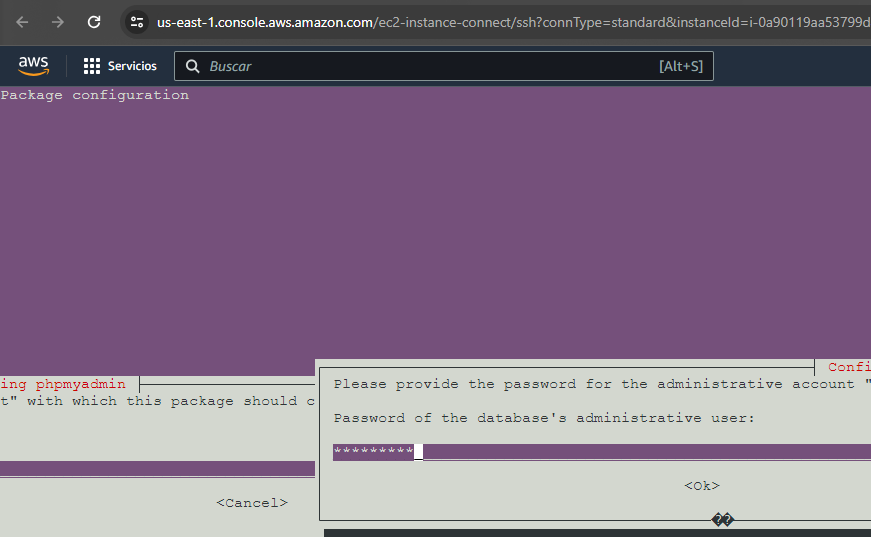 us-east-1.console.aws.amazon.com/ec2-instance-connect/ssh?connType=standard&instanceId=i-0a90119aa53799d
aws
Servicios
Buscar
[Alt+S]
Package configuration
Confi
ing phpmyadmin
Please provide the password for the administrative account "
t" with which this package should c
Password of the database's administrative user:
*********
<Ok>
<Cancel>
��